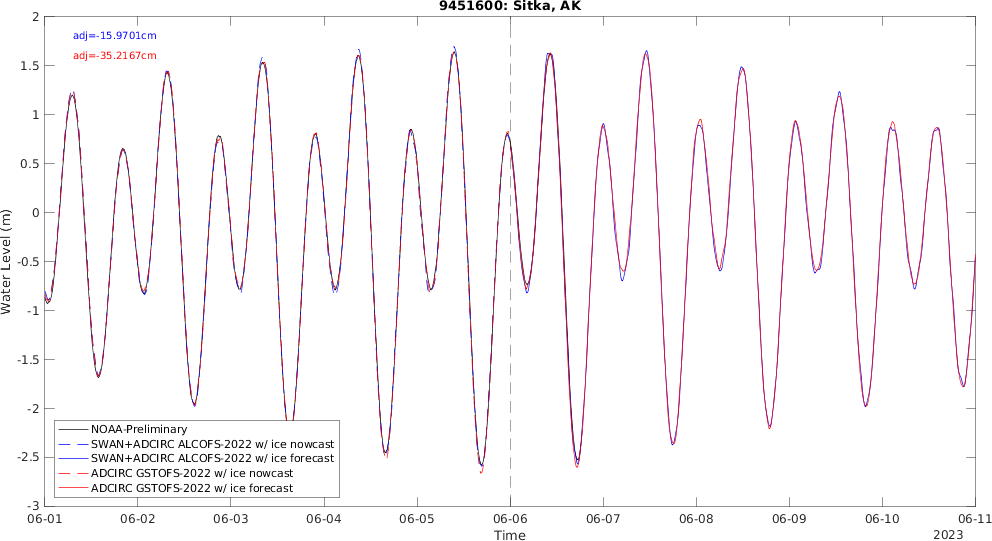 9451600: Sitka, AK
adj=-15.9701cm
adj=-35.2167cm
Water Level (m)
2
1.5
1
0.5
0
-0.5
-1
-1.5
-2
-2.5
-3
NOAA-Preliminary
SWAN+ADCIRC ALCOFS-2022 w/ ice nowcast
SWAN+ADCIRC ALCOFS-2022 w/ ice forecast
ADCIRC GSTOFS-2022 w/ ice nowcast
ADCIRC GSTOFS-2022 w/ ice forecast
06-01 06-02 06-03 06-04 06-05 06-06 06-07 06-08 06-09 06-10 06-11
Time
2023